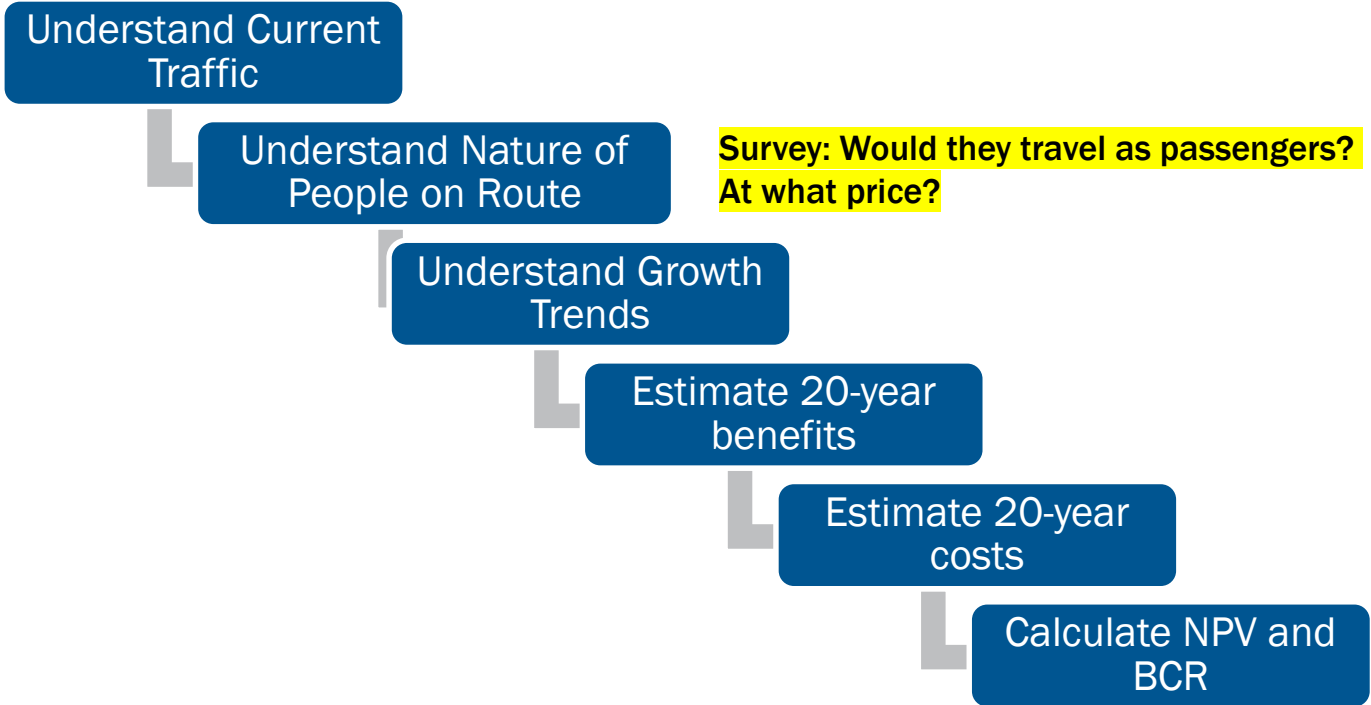 Understand Current
Traffic
Understand Nature of
People on Route
Survey: Would they travel as passengers?
At what price?
Understand Growth
Trends
Estimate 20-year
benefits
Estimate 20-year
costs
Calculate NPV and
BCR